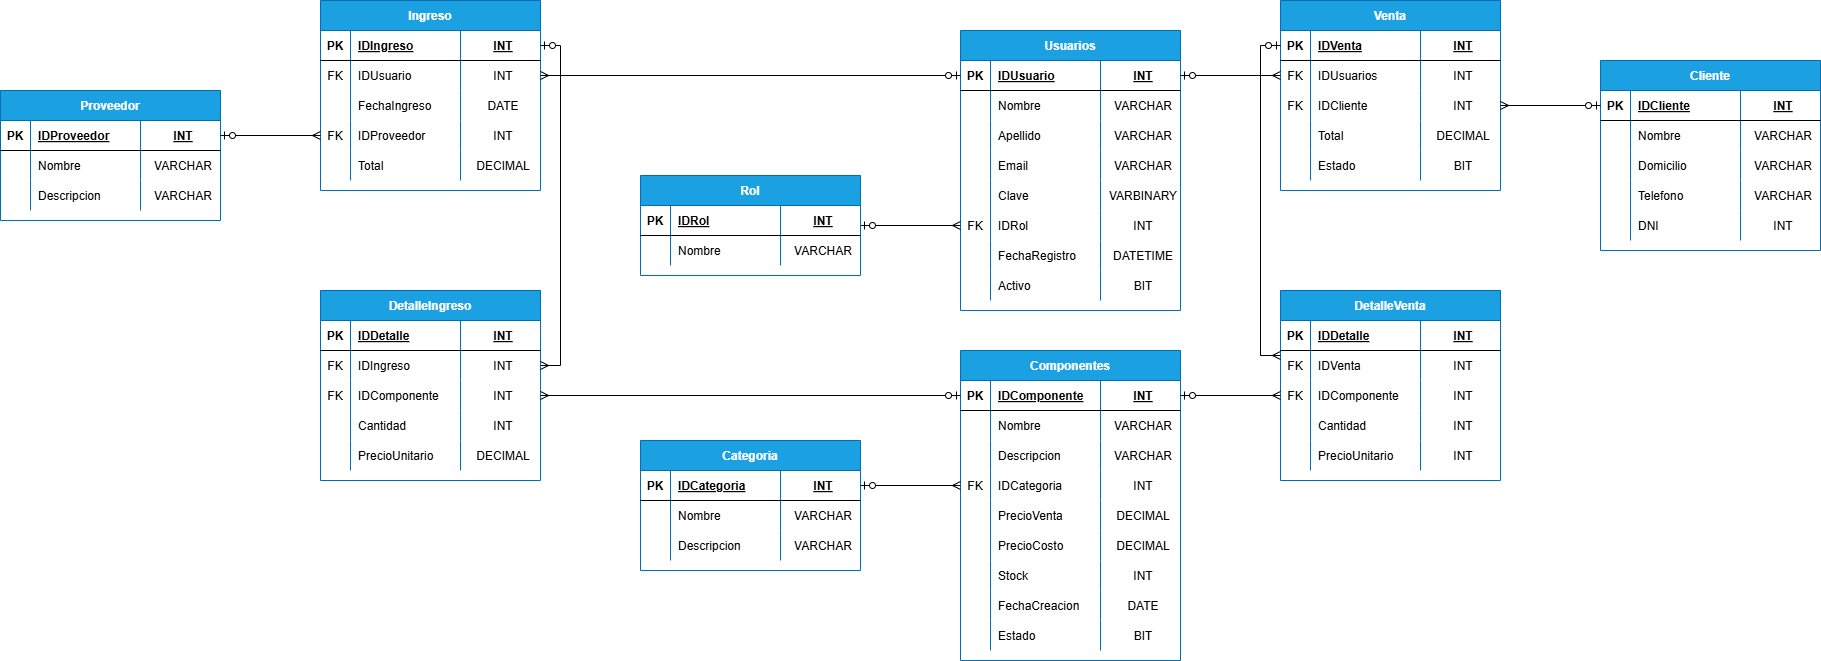 Ingreso
PK IDIngreso INT
FK IDUsuario INT
FechaIngreso DATE
FK IDProveedor INT
Total DECIMAL
Usuarios
PK IDUsuario INT
Nombre VARCHAR
Apellido VARCHAR
Email VARCHAR
Clave VARBINARY
FK IDRol INT
FechaRegistro DATETIME
Activo BIT
Venta
PK IDVenta INT
FK IDUsuarios INT
FK IDCliente INT
Total DECIMAL
Estado BIT
Cliente
PK IDCliente INT
Nombre VARCHAR
Domicilio VARCHAR
Telefono VARCHAR
DNI INT
Proveedor
PK IDProveedor INT
Nombre VARCHAR
Descripcion VARCHAR
Rol
PK IDRol INT
Nombre VARCHAR
DetalleIngreso
PK IDDetalle INT
FK IDIngreso INT
FK IDComponente INT
Cantidad INT
PrecioUnitario DECIMAL
Componentes
PK IDComponente INT
Nombre VARCHAR
Descripcion VARCHAR
FK IDCategoria INT
PrecioVenta DECIMAL
PrecioCosto DECIMAL
Stock INT
FechaCreacion DATE
Estado BIT
DetalleVenta
PK IDDetalle INT
FK IDVenta INT
FK IDComponente INT
Cantidad INT
PrecioUnitario INT
Categoria
PK IDCategoria INT
Nombre VARCHAR
Descripcion VARCHAR